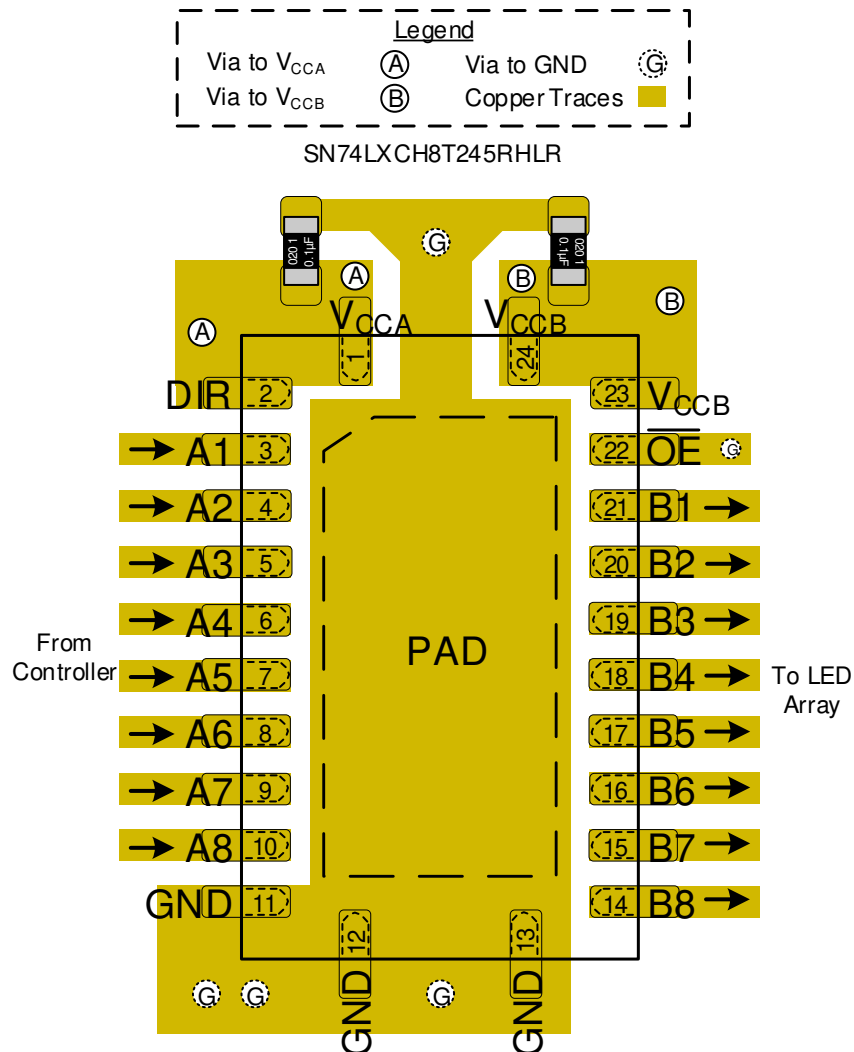 Legend
Via to VCCA A Via to GND G
Via to VCCB B Copper Traces
SN74LXCH8T245RHLR
0201 0.1µF
0201 0.1µF
G
A
B
A
B
VCCA
VCCB
1
24
DIR 2
23 VCCB
A1 3
22 OE G
A2 4
21 B1
A3 5
20 B2
A4 6
19 B3
From
Controller
A5 7
PAD
18 B4
To LED
Array
A6 8
17 B5
A7 9
16 B6
A8 10
15 B7
GND 11
14 B8
12
13
GND
GND
G G G